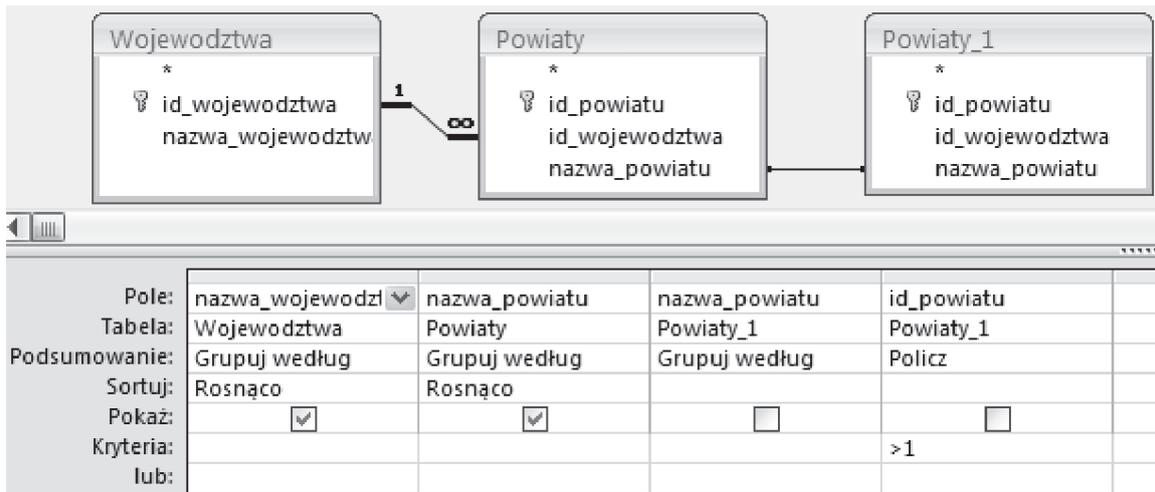 Wojewodztwa
*
id_wojewodztwa
nazwa_wojewodztw
1
∞
Powiaty
*
id_powiatu
id_wojewodztwa
nazwa_powiatu
Powiaty_1
*
id_powiatu
id_wojewodztwa
nazwa_powiatu
Pole: nazwa_wojewodzt nazwa_powiatu nazwa_powiatu id_powiatu
Tabela: Wojewodztwa Powiaty Powiaty_1 Powiaty_1
Podsumowanie: Grupuj według Grupuj według Grupuj według Policz
Sortuj: Rosnąco Rosnąco
Pokaż:
Kryteria: >1
lub: